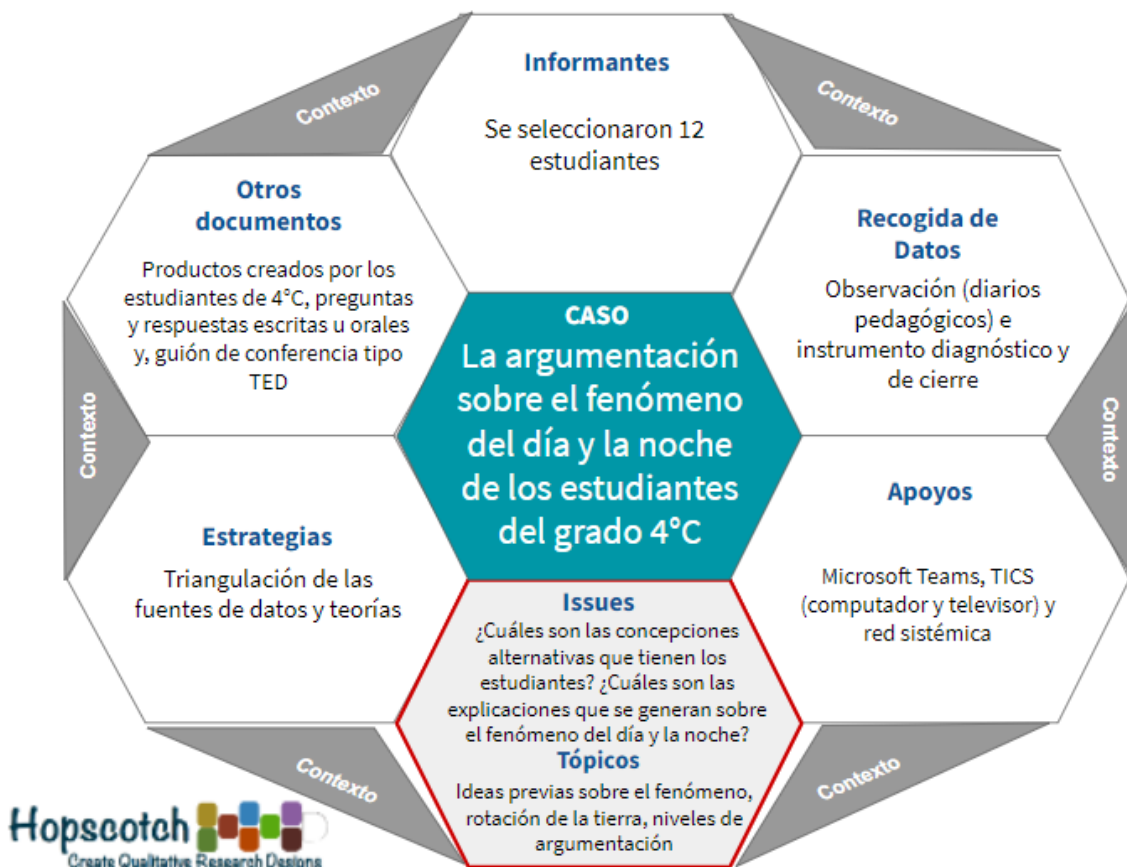 Contexto
Informantes
Se seleccionaron 12
estudiantes
Contexto
Otros
documentos
Productos creados por los
estudiantes de 4°C, preguntas
y respuestas escritas u orales
y, guión de conferencia tipo
TED
Recogida de
Datos
Observación (diarios
pedagógicos) e
instrumento diagnóstico y
de cierre
CASO
La argumentación
sobre el fenómeno
del día y la noche
de los estudiantes
del grado 4°C
Contexto
Contexto
Estrategias
Triangulación de las
fuentes de datos y teorías
Apoyos
Microsoft Teams, TICS
(computador y televisor) y
red sistémica
Issues
¿Cuáles son las concepciones
alternativas que tienen los
estudiantes? ¿Cuáles son las
explicaciones que se generan sobre
el fenómeno del día y la noche?
Tópicos
Ideas previas sobre el fenómeno,
rotación de la tierra, niveles de
argumentación
Contexto
Contexto
Hopscotch
Create Qualitative Research Designs